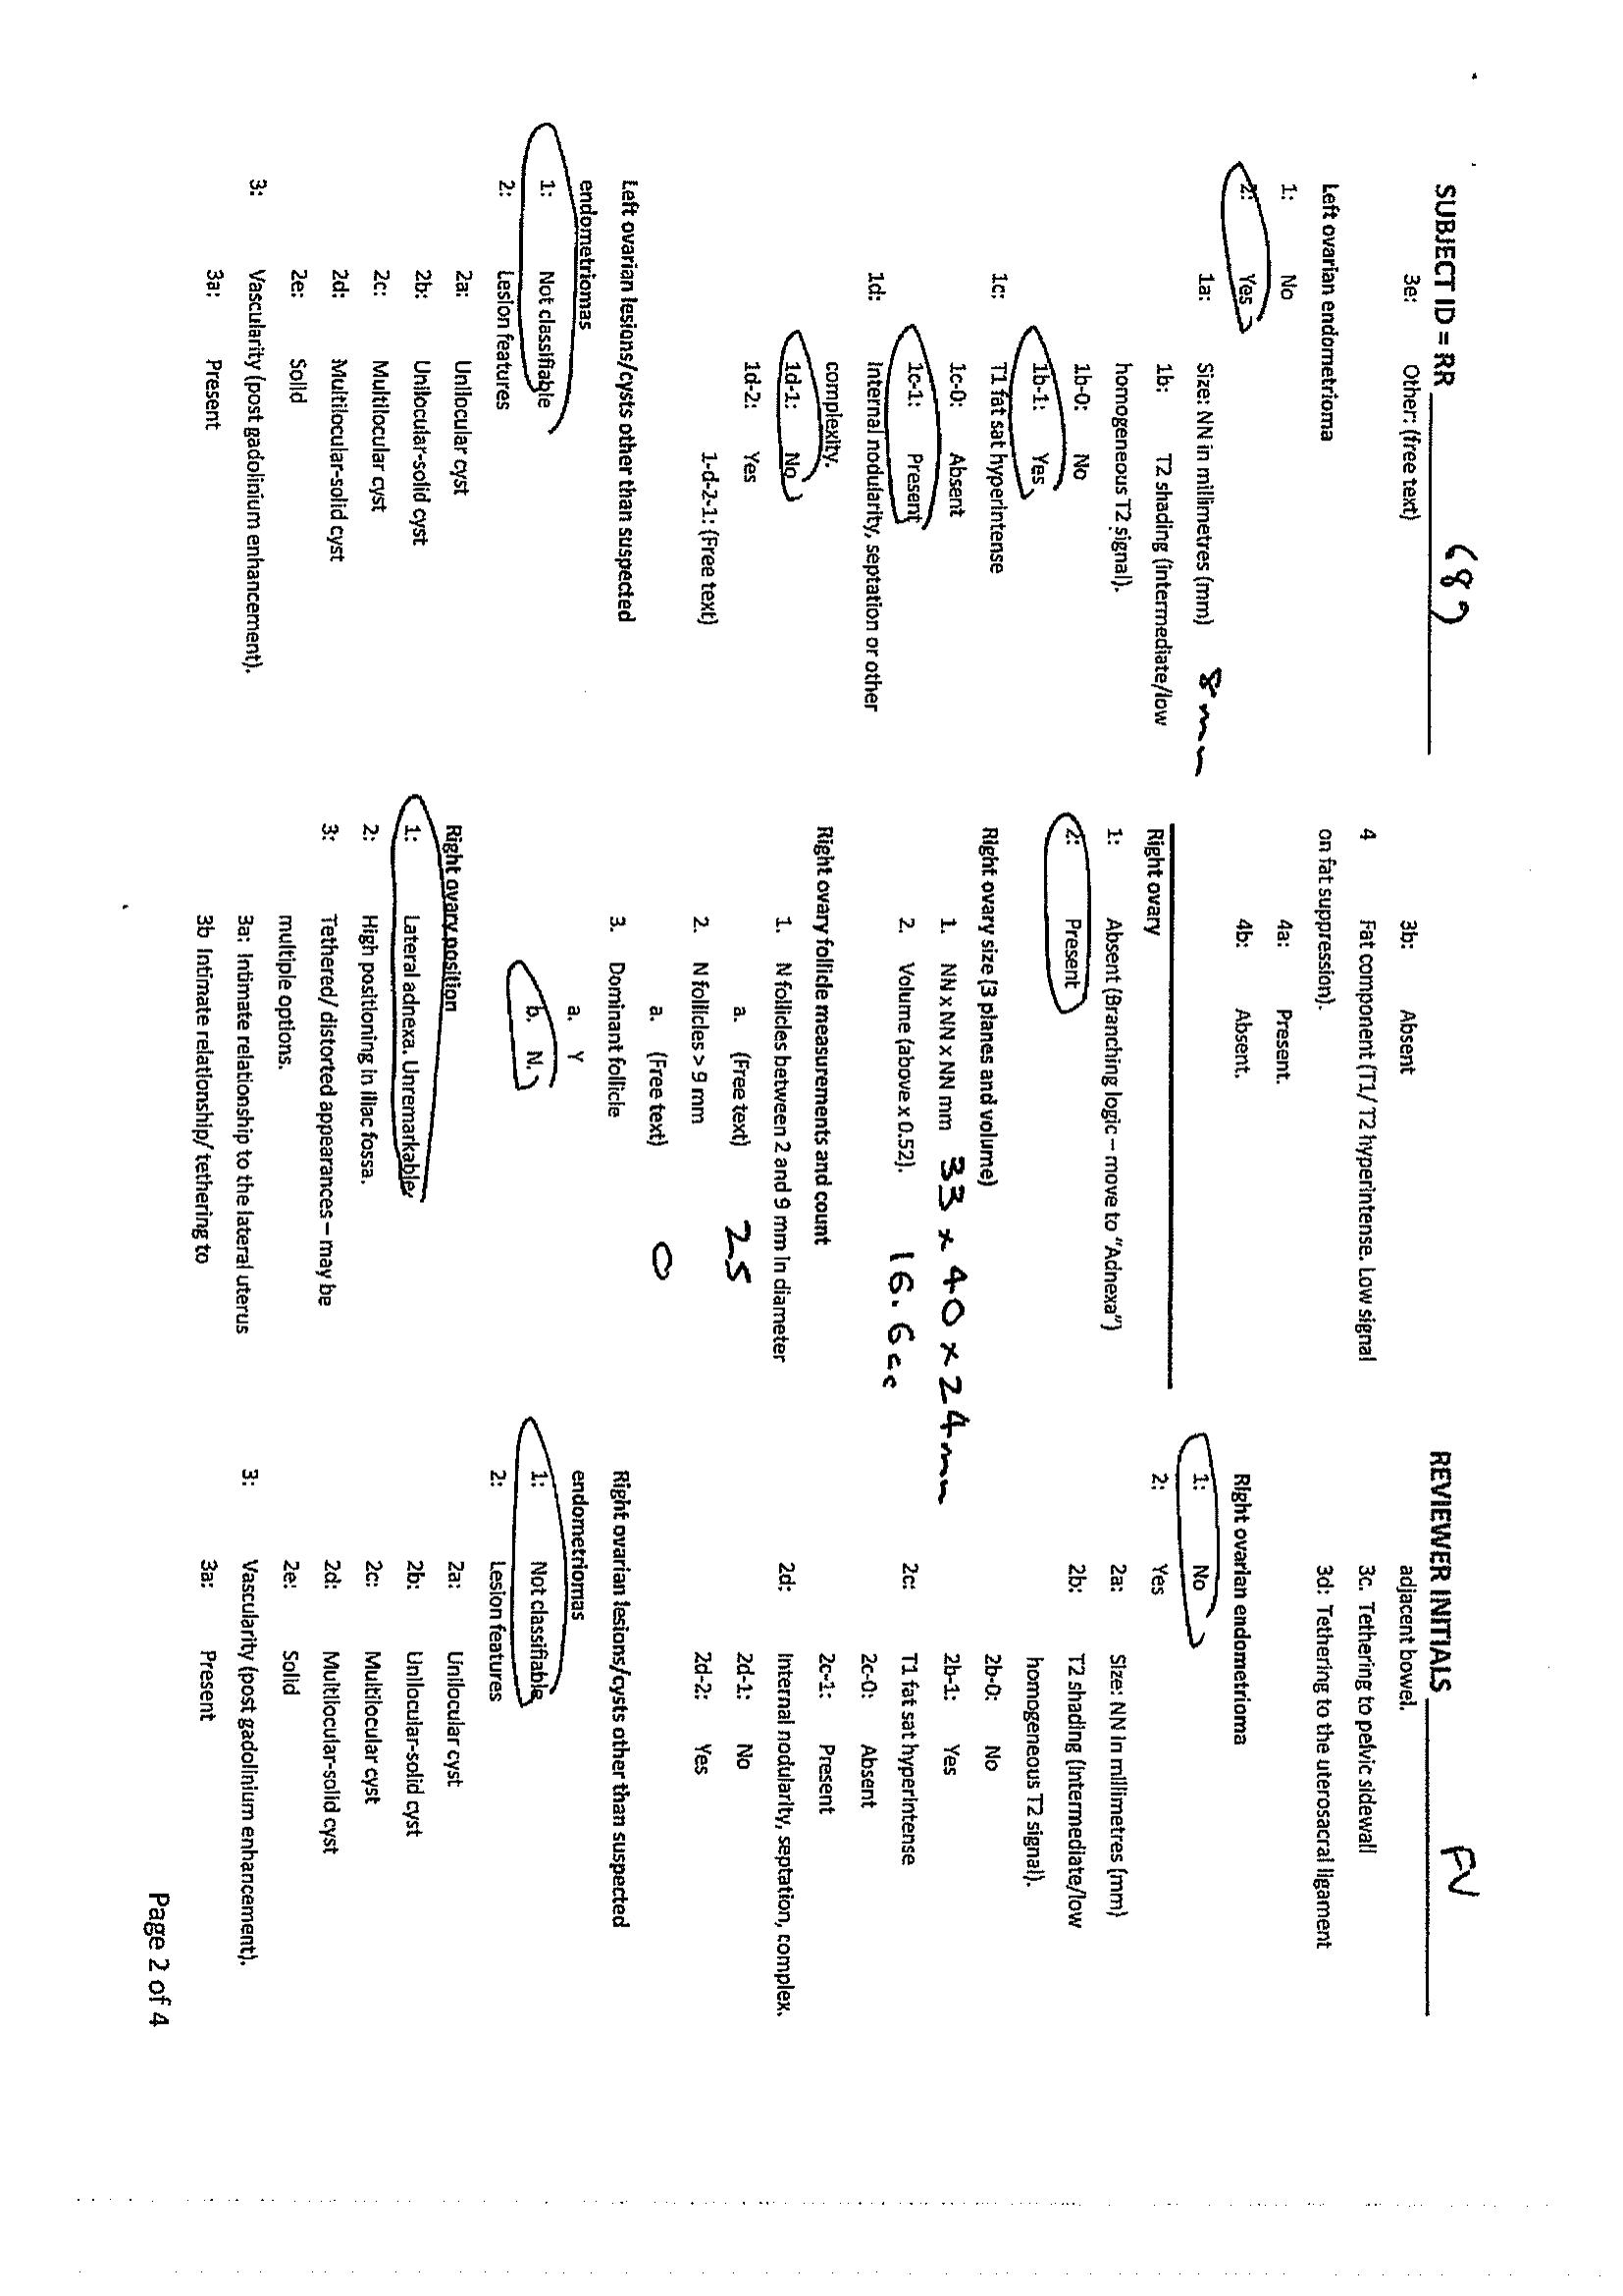 SUBJECT ID = RR 689
3e: Other: (free text)
Left ovarian endometrioma
1: No
2: Yes
1a: Size: NN in millimetres (mm) 8mm
1b: T2 shading (intermediate/low
homogeneous T2 signal).
1b-0: No
1b-1: Yes
1c: T1 fat sat hyperintense
1c-0: Absent
1c-1: Present
1d: Internal nodularity, septation or other
complexity.
1d-1: No
1d-2: Yes
1-d-2-1: (Free text)
Left ovarian lesions/cysts other than suspected
endometriomas
1: Not classifiable
2: Lesion features
2a: Unilocular cyst
2b: Unilocular-solid cyst
2c: Multilocular cyst
2d: Multilocular-solid cyst
2e: Solid
3: Vascularity (post gadolinium enhancement).
3a: Present
3b: Absent
4 Fat component (T1/ T2 hyperintense. Low signal
on fat suppression).
4a: Present.
4b: Absent.
Right ovary
1: Absent (Branching logic – move to "Adnexa")
2: Present
Right ovary size (3 planes and volume)
1. NN x NN x NN mm 33 x 40 x 24mm
2. Volume (above x 0.52). 16.6cc
Right ovary follicle measurements and count
1. N follicles between 2 and 9 mm in diameter
a. (Free text) 25
2. N follicles > 9 mm
a. (Free text) 0
3. Dominant follicle
a. Y
b. N.
Right ovary position
1: Lateral adnexa. Unremarkable.
2: High positioning in iliac fossa.
3: Tethered/ distorted appearances – may be
multiple options.
3a: Intimate relationship to the lateral uterus
3b Intimate relationship/ tethering to
REVIEWER INITIALS FV
adjacent bowel.
3c. Tethering to pelvic sidewall
3d: Tethering to the uterosacral ligament
Right ovarian endometrioma
1: No
2: Yes
2a: Size: NN in millimetres (mm)
2b: T2 shading (intermediate/low
homogeneous T2 signal).
2b-0: No
2b-1: Yes
2c: T1 fat sat hyperintense
2c-0: Absent
2c-1: Present
2d: Internal nodularity, septation, complex.
2d-1: No
2d-2: Yes
Right ovarian lesions/cysts other than suspected
endometriomas
1: Not classifiable
2: Lesion features
2a: Unilocular cyst
2b: Unilocular-solid cyst
2c: Multilocular cyst
2d: Multilocular-solid cyst
2e: Solid
3: Vascularity (post gadolinium enhancement).
3a: Present
Page 2 of 4